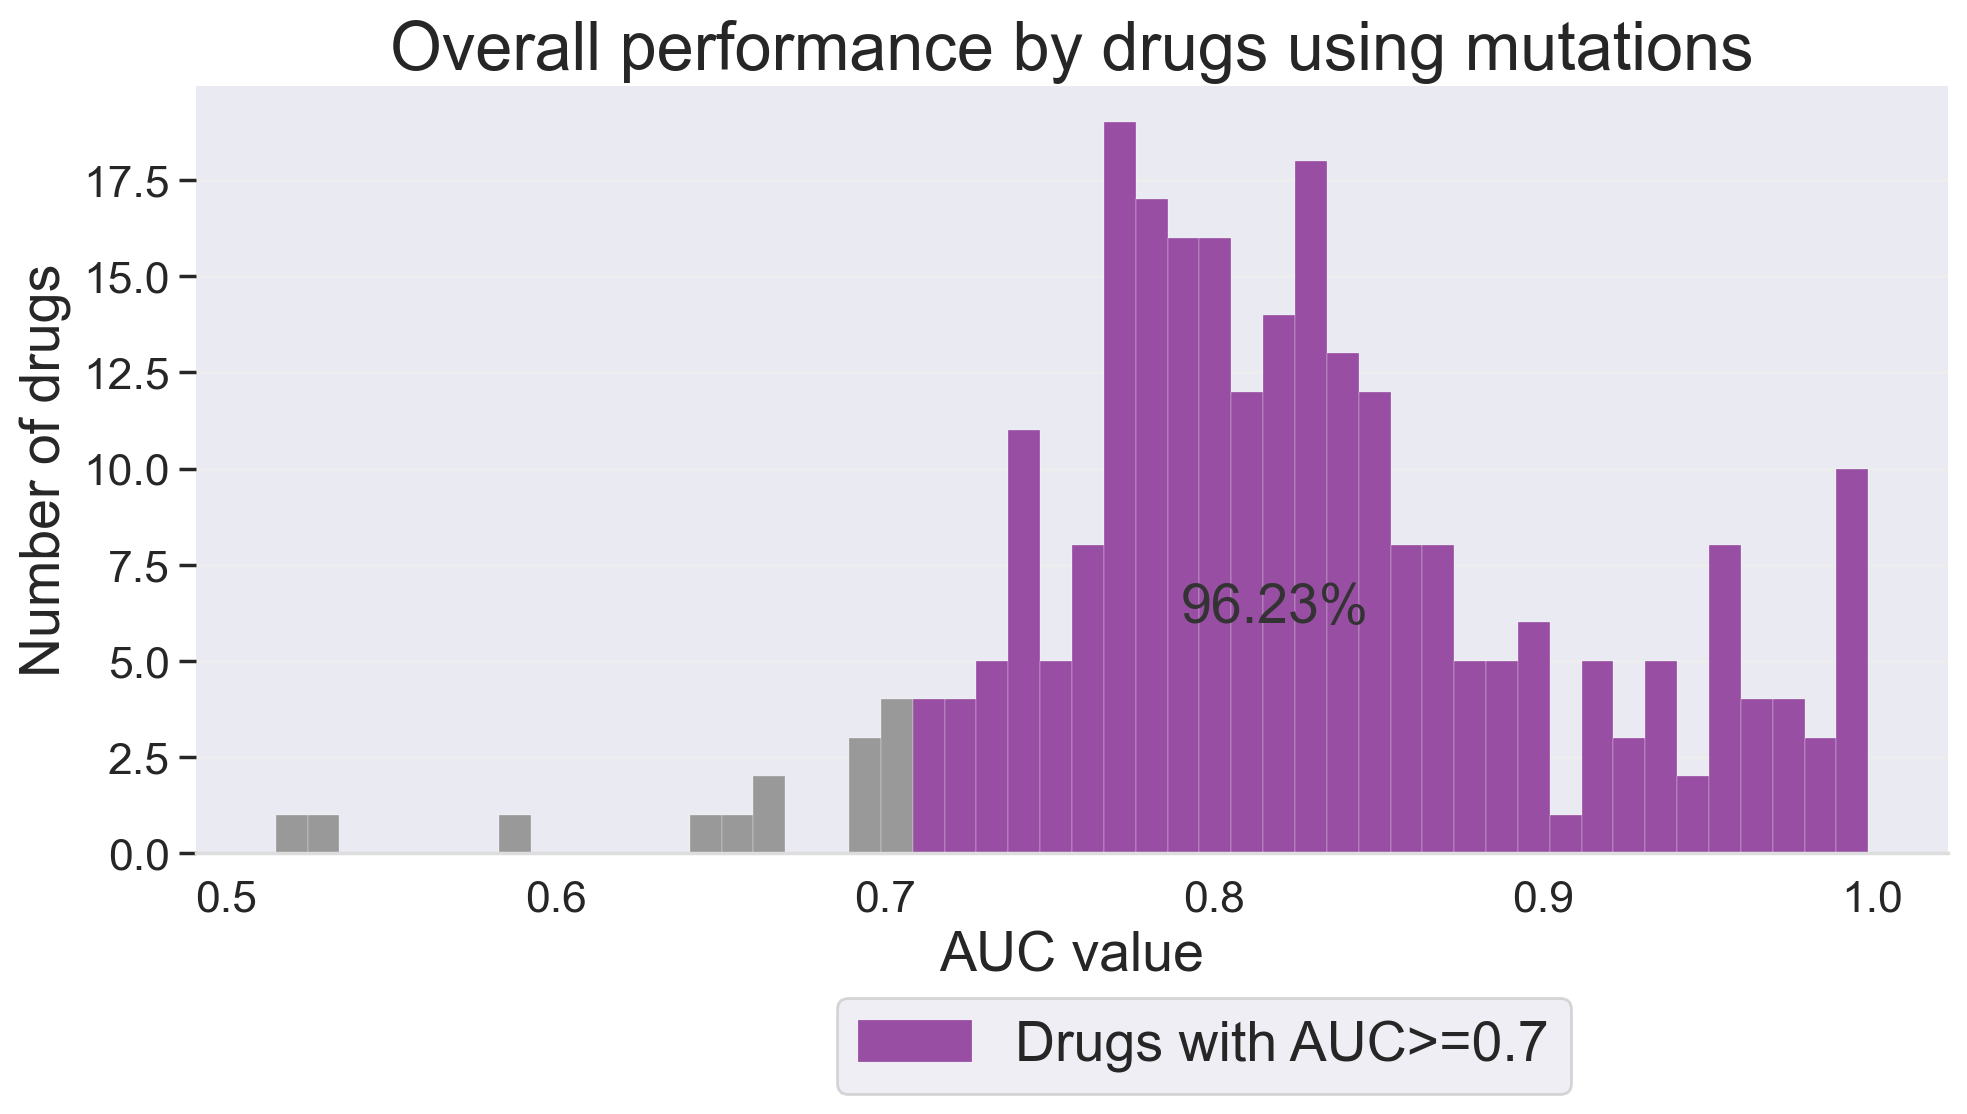 Overall performance by drugs using mutations
Number of drugs
17.5
15.0
12.5
10.0
7.5
5.0
2.5
0.0
96.23%
0.5 0.6 0.7 0.8 0.9 1.0
AUC value
Drugs with AUC>=0.7